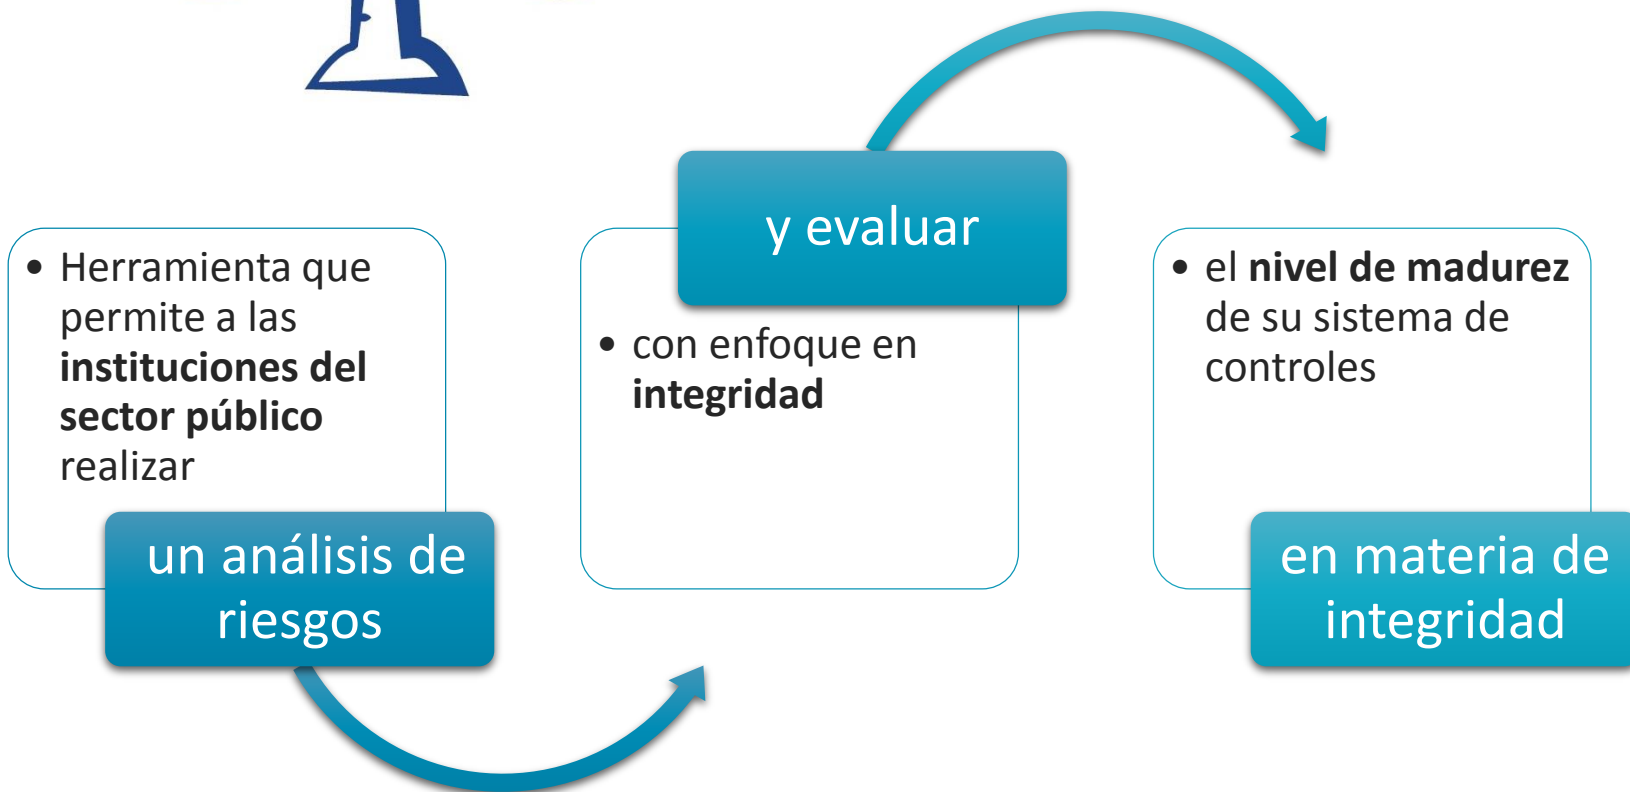 • Herramienta que
permite a las
instituciones del
sector público
realizar
un análisis de
riesgos
• con enfoque en
integridad
y evaluar
• el nivel de madurez
de su sistema de
controles
en materia de
integridad